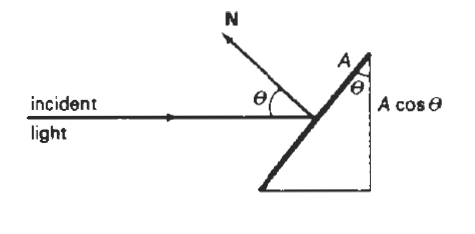 N
A
θ
θ
incident
A cos θ
light